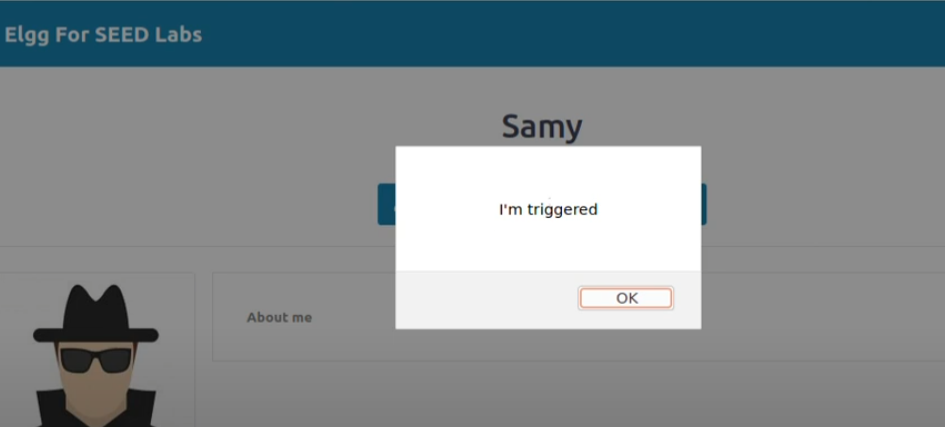 Elgg For SEED Labs
Samy
I'm triggered
OK
About me